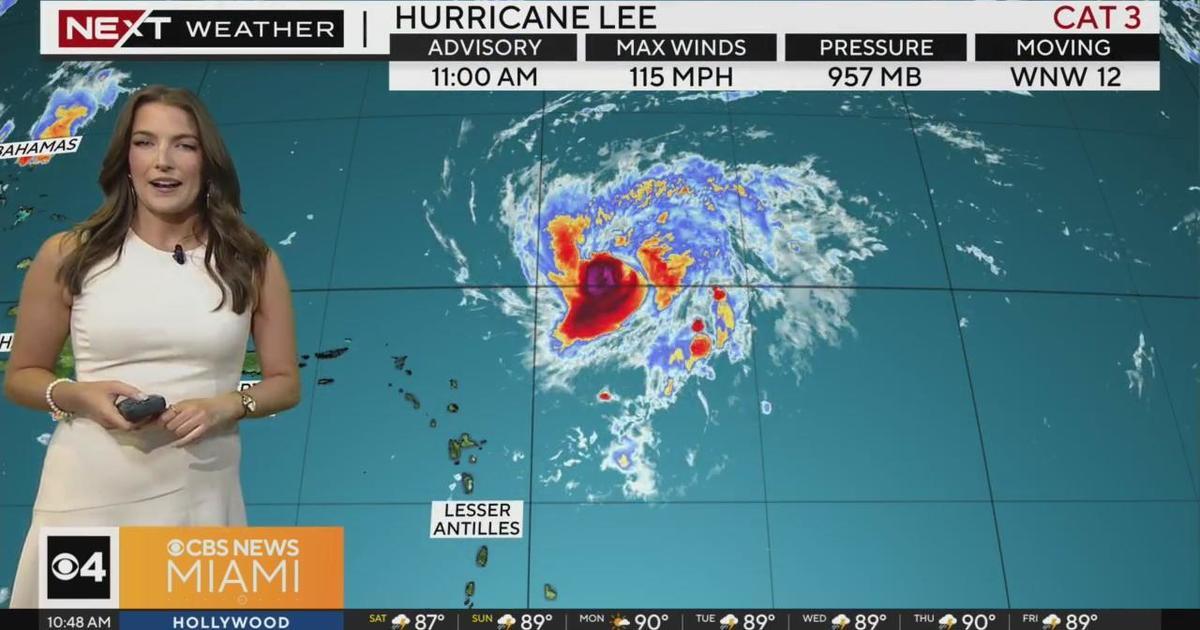 NEXT WEATHER
HURRICANE LEE
CAT 3
ADVISORY MAX WINDS PRESSURE MOVING
11:00 AM 115 MPH 957 MB WNW 12
BAHAMAS
H
LESSER
ANTILLES
4
CBS NEWS
MIAMI
10:48 AM HOLLYWOOD SAT 87° SUN 89° MON 90° TUE 89° WED 89° THU 90° FRI 89°